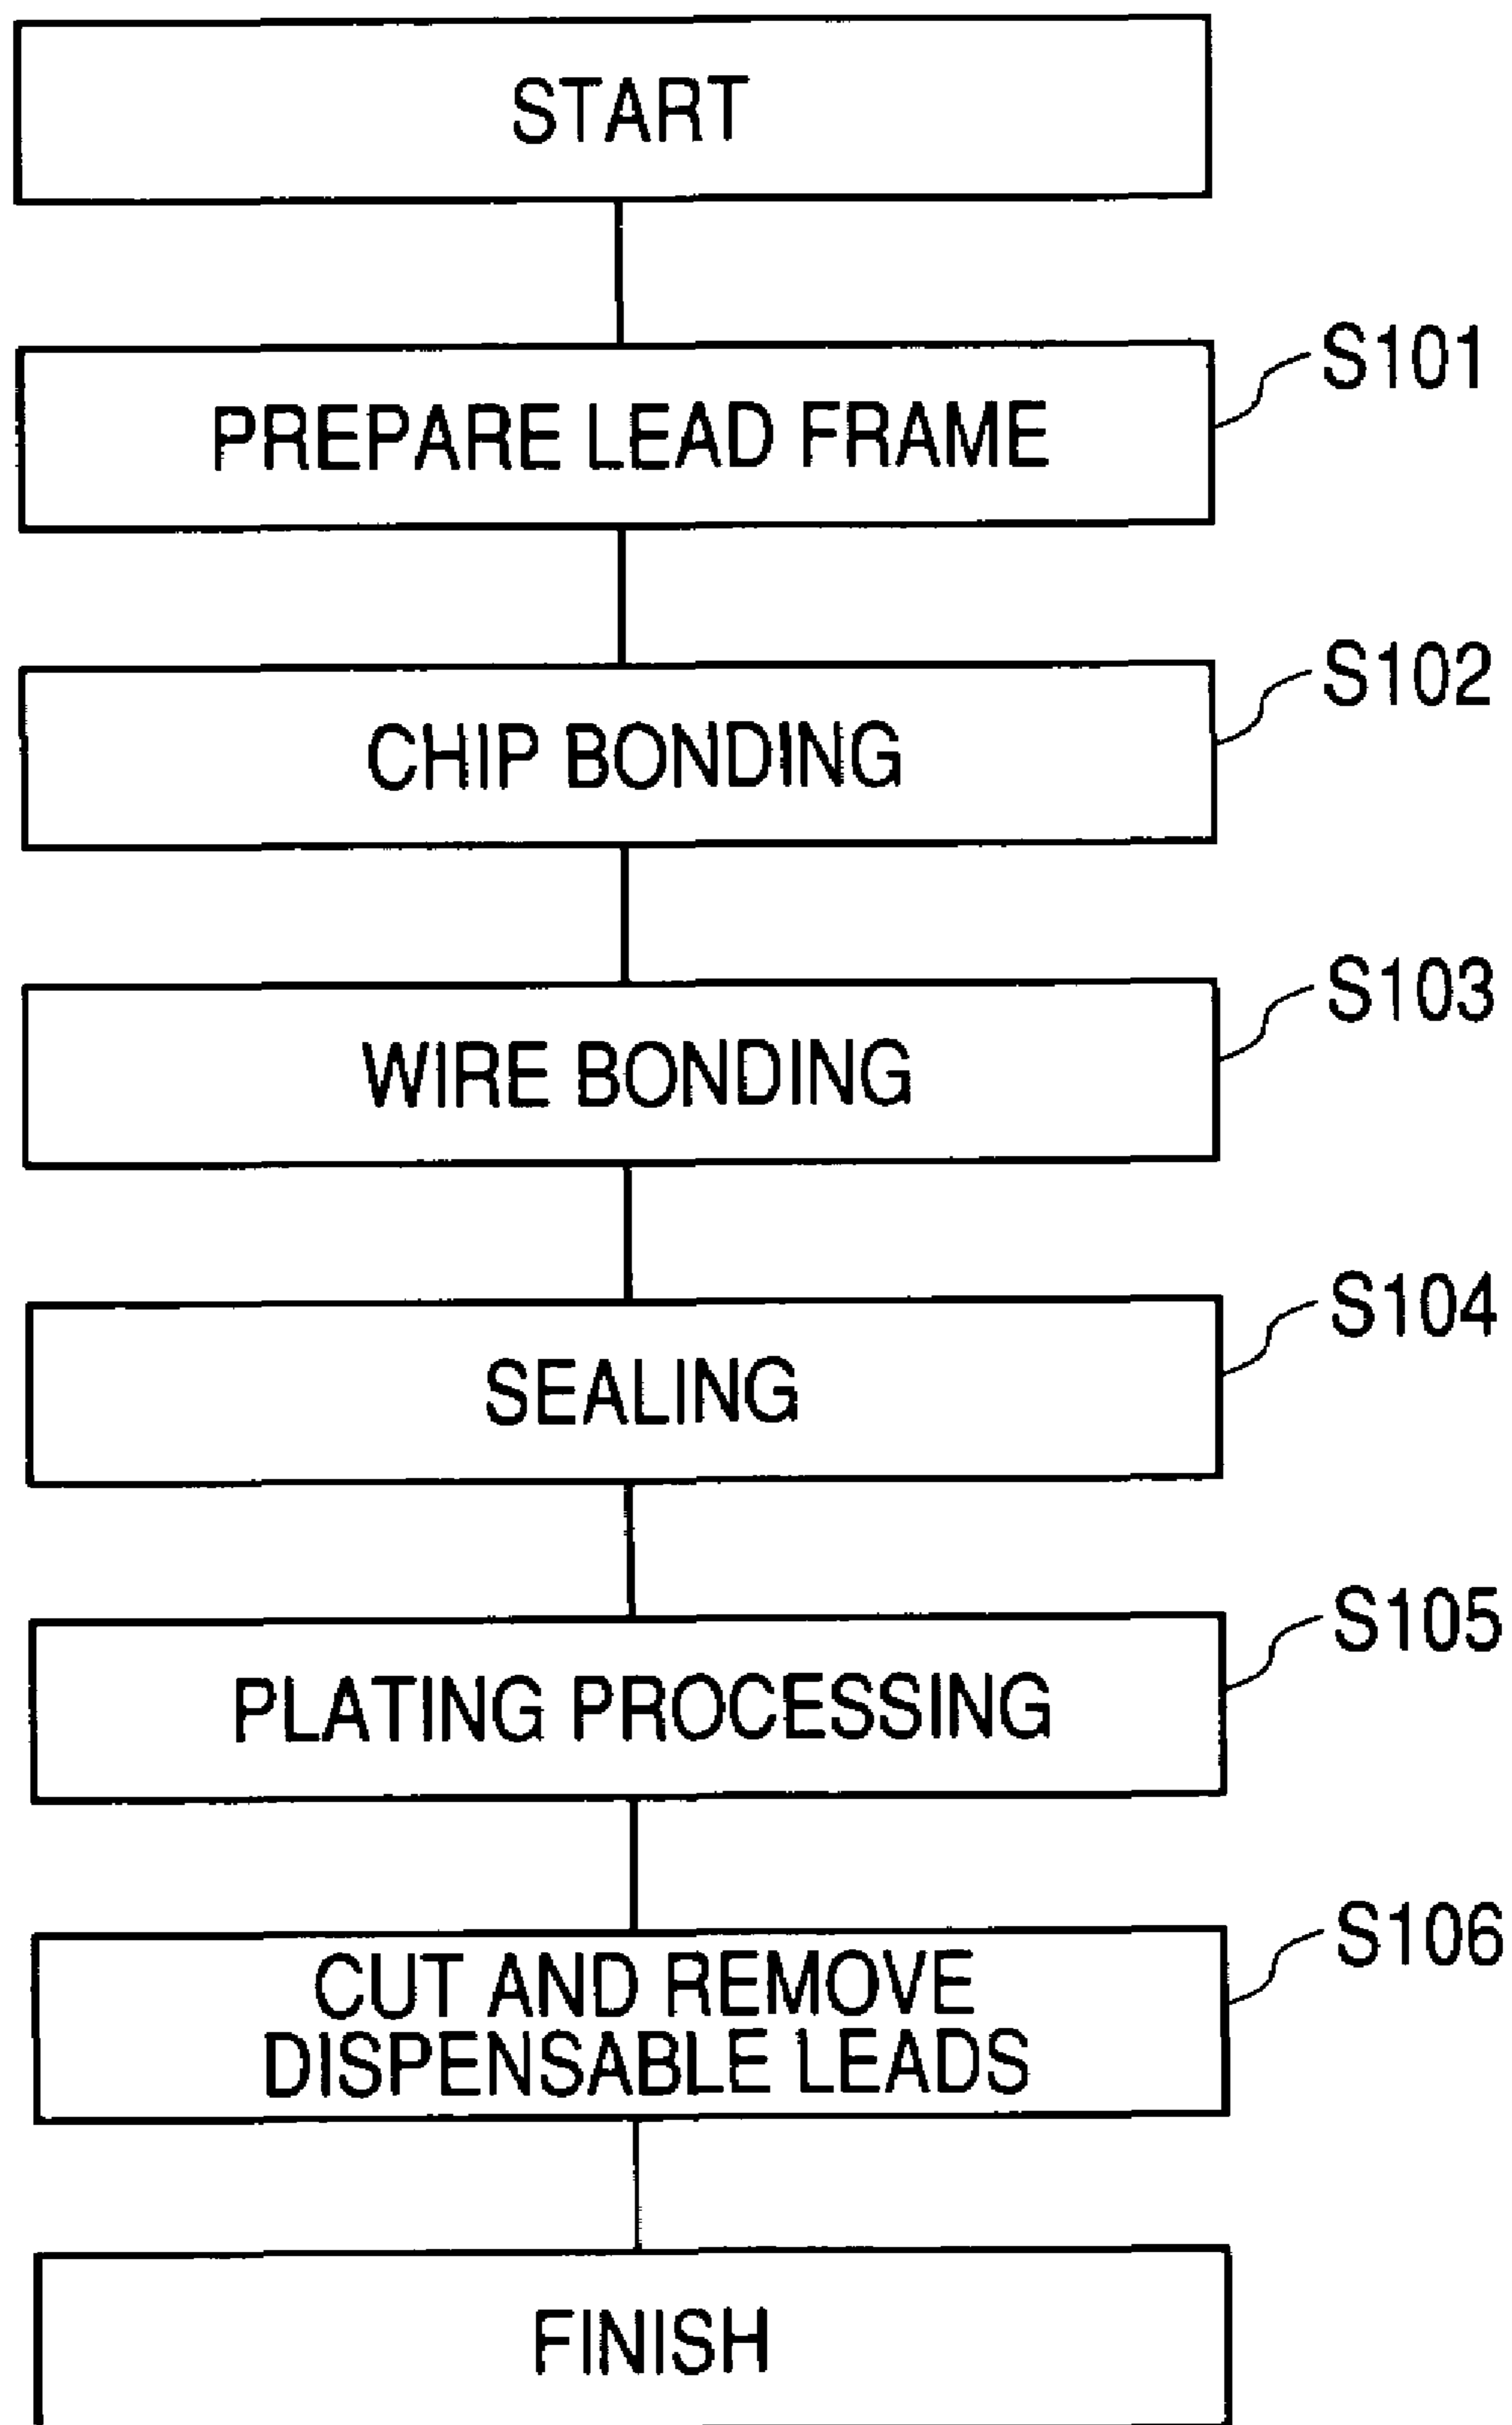 START
PREPARE LEAD FRAME
S101
CHIP BONDING
S102
WIRE BONDING
S103
SEALING
S104
PLATING PROCESSING
S105
CUT AND REMOVE
DISPENSABLE LEADS
S106
FINISH